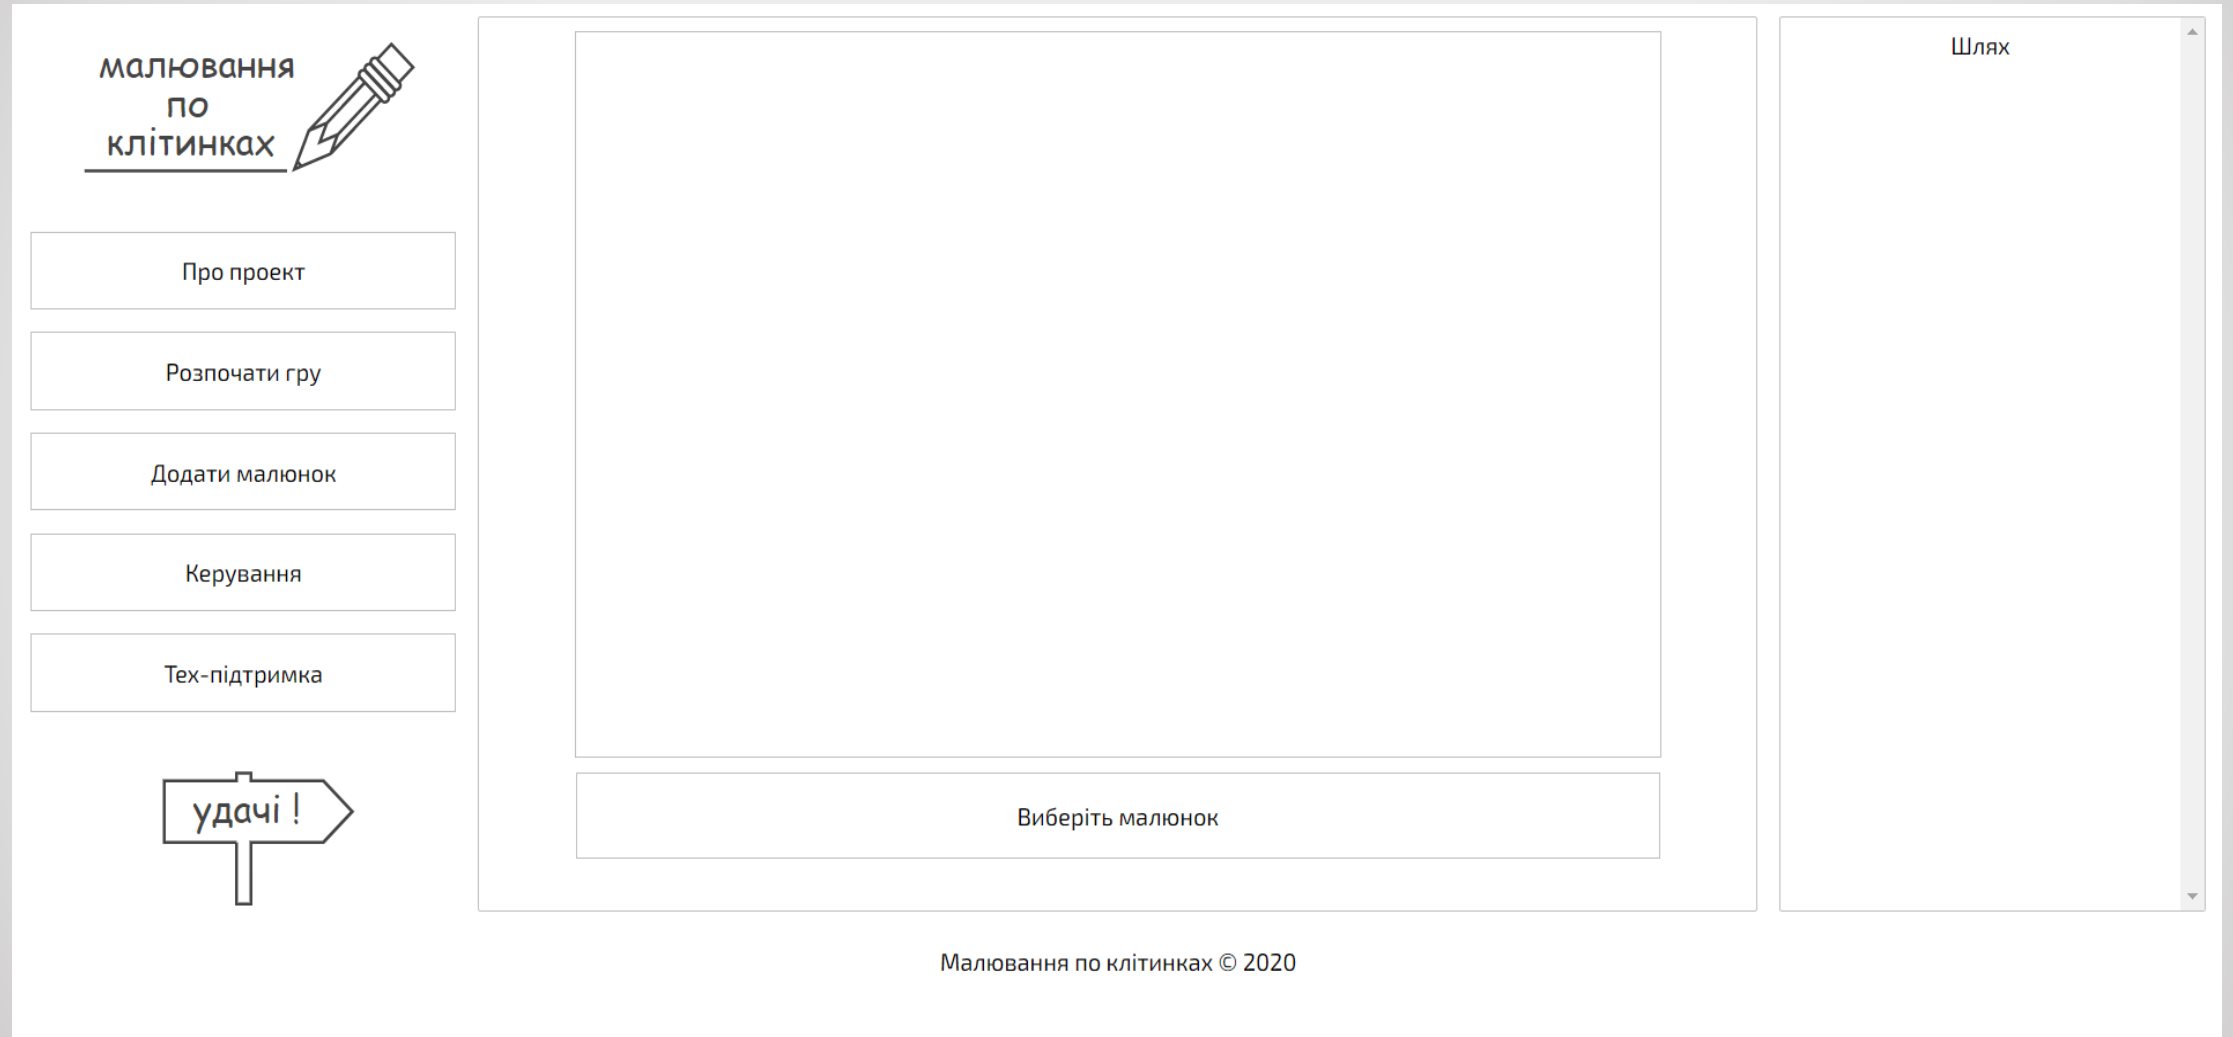 малювання
по
клітинках
Про проект
Розпочати гру
Додати малюнок
Керування
Тех-підтримка
удачі !
Виберіть малюнок
Шлях
Малювання по клітинках © 2020